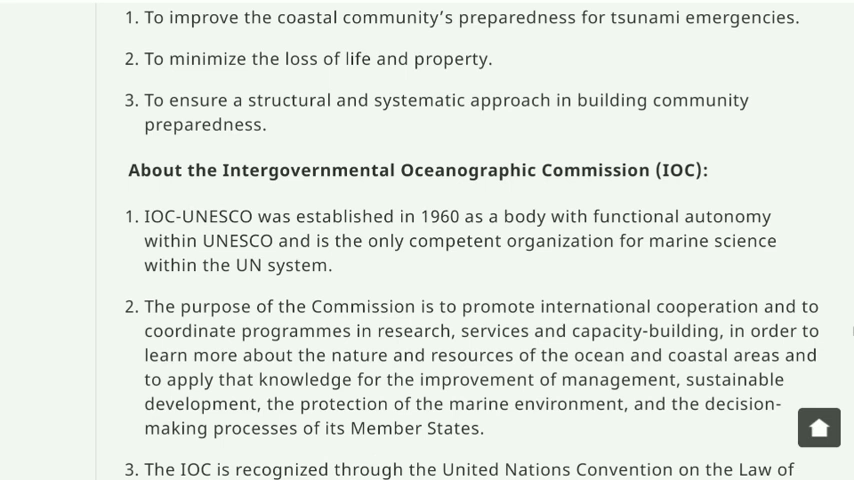 1. To improve the coastal community’s preparedness for tsunami emergencies.
2. To minimize the loss of life and property.
3. To ensure a structural and systematic approach in building community
preparedness.
About the Intergovernmental Oceanographic Commission (IOC):
1. IOC-UNESCO was established in 1960 as a body with functional autonomy
within UNESCO and is the only competent organization for marine science
within the UN system.
2. The purpose of the Commission is to promote international cooperation and to
coordinate programmes in research, services and capacity-building, in order to
learn more about the nature and resources of the ocean and coastal areas and
to apply that knowledge for the improvement of management, sustainable
development, the protection of the marine environment, and the decision-
making processes of its Member States.
3. The IOC is recognized through the United Nations Convention on the Law of